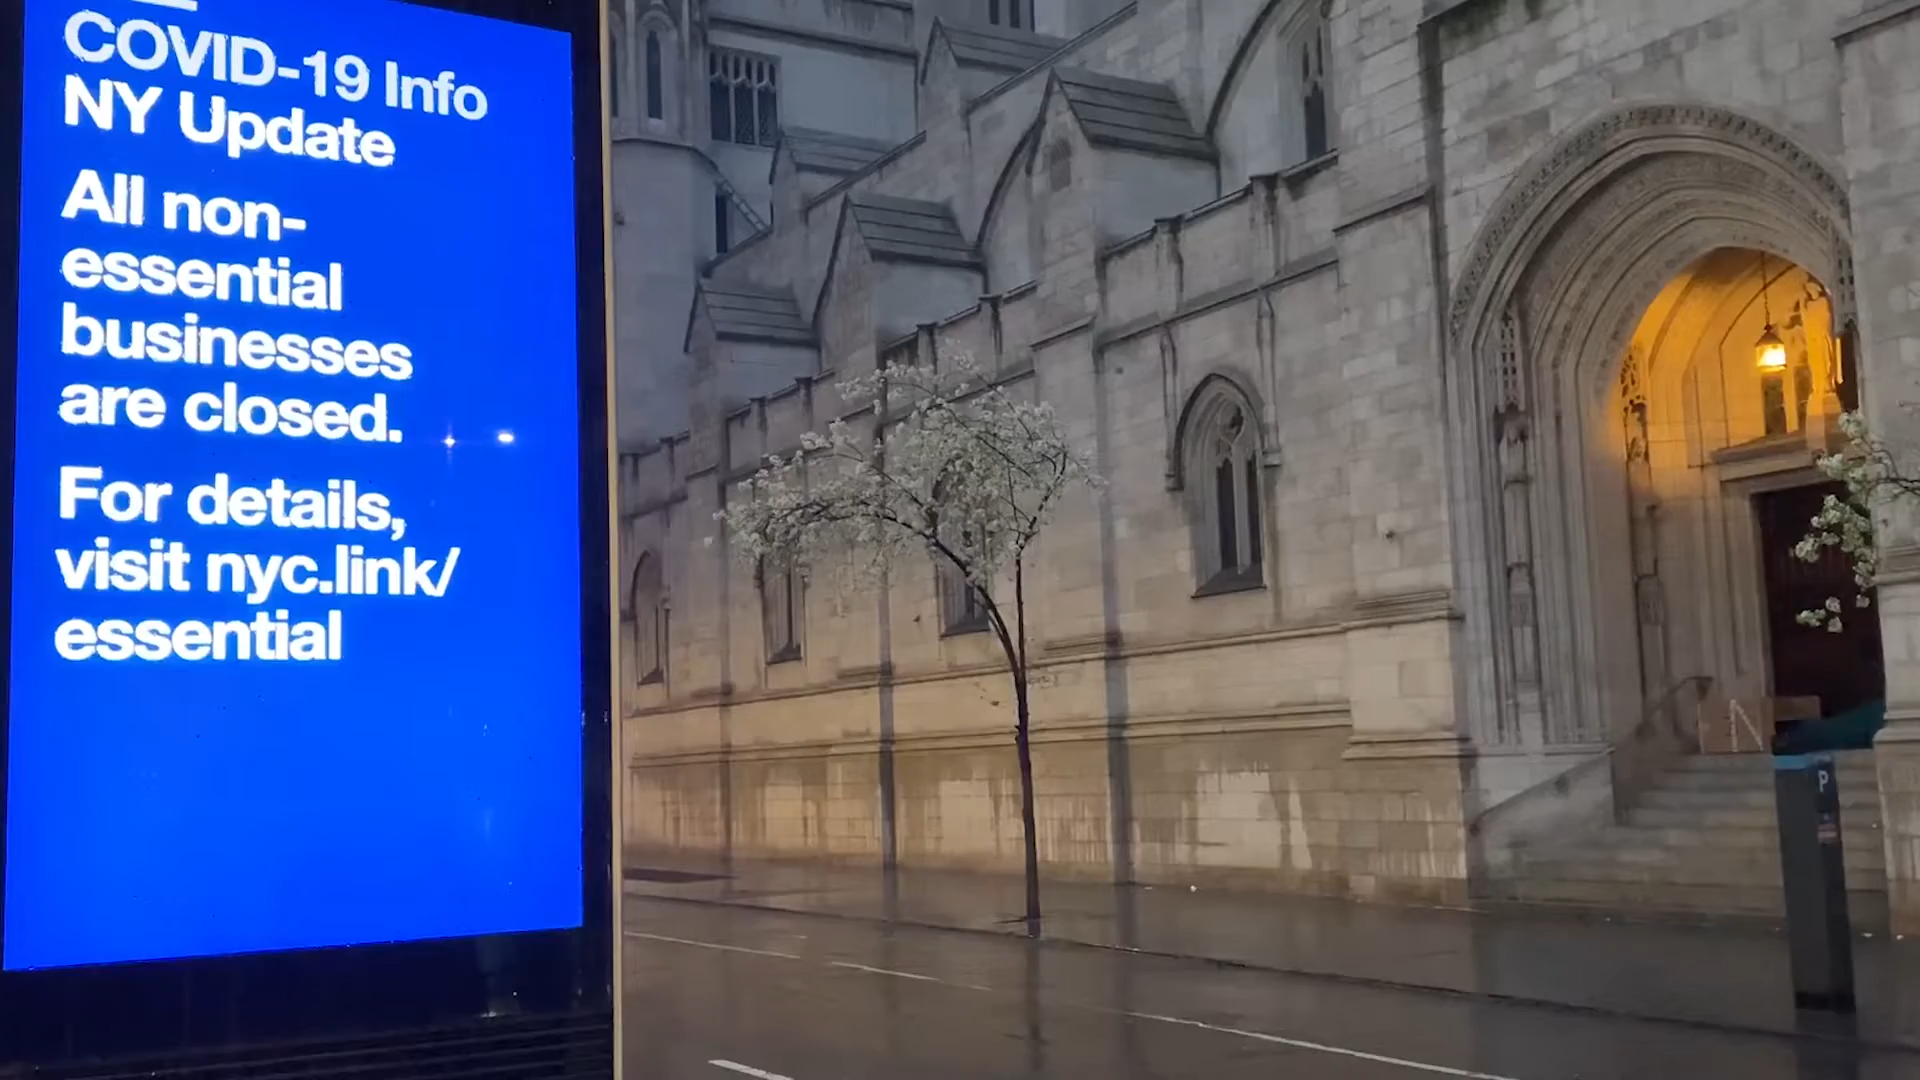 COVID-19 Info
NY Update
All non-
essential
businesses
are closed.
For details,
visit nyc.link/
essential
P